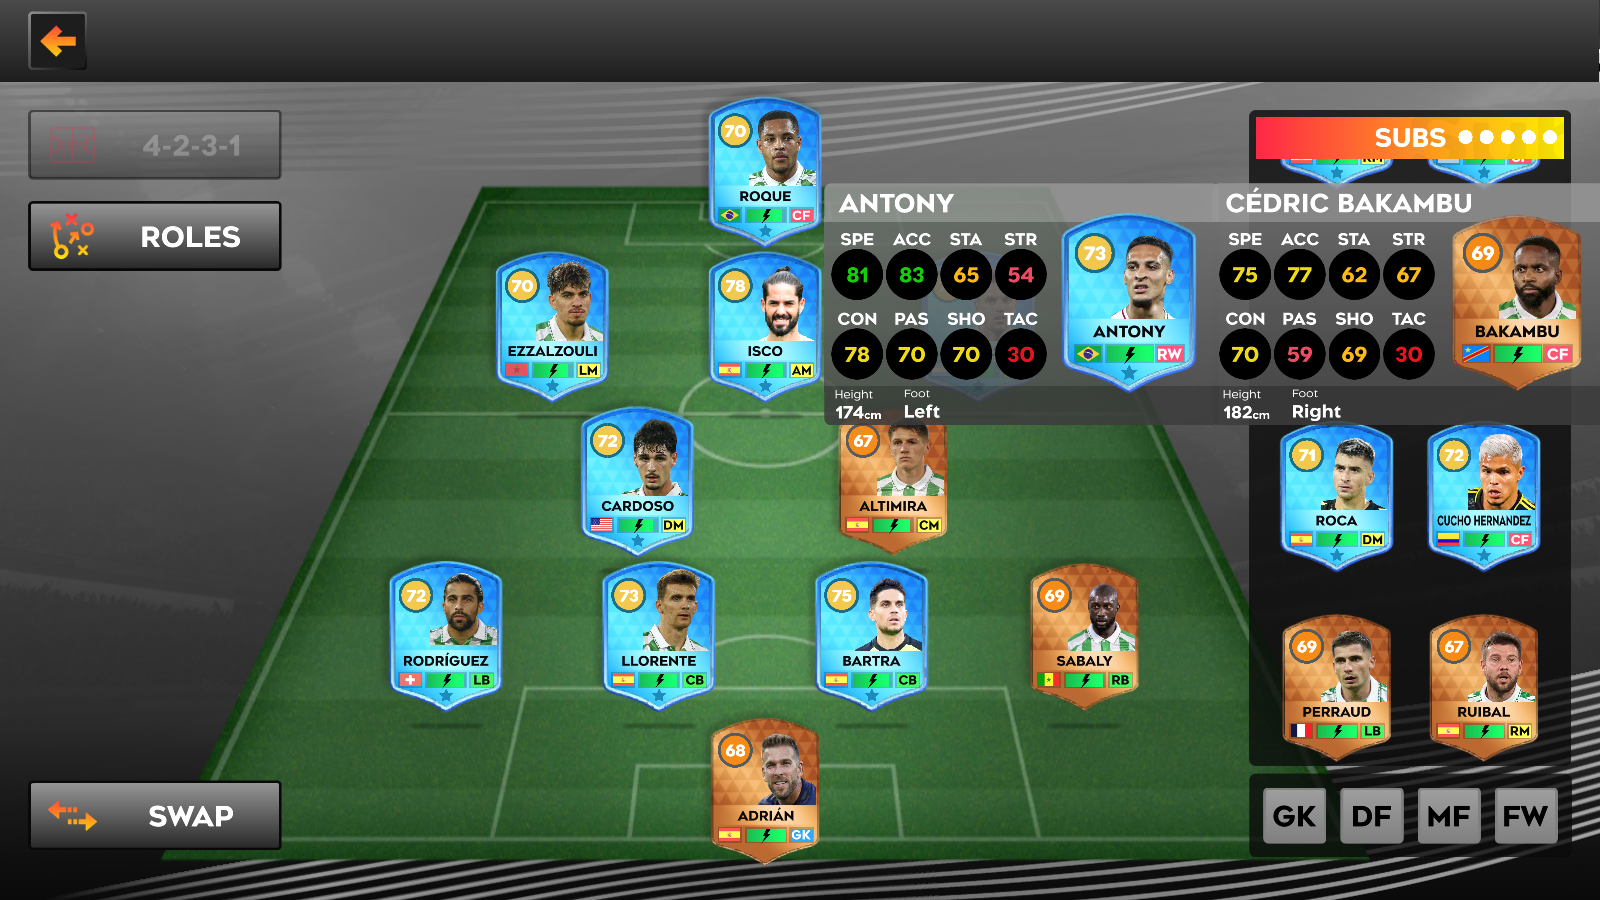 4-2-3-1
ROLES
SWAP
70
ROQUE
CF
70
EZZALZOULI
LM
78
ISCO
AM
72
CARDOSO
DM
67
ALTIMIRA
CM
72
RODRÍGUEZ
LB
73
LLORENTE
CB
75
BARTRA
CB
69
SABALY
RB
68
ADRIÁN
GK
ANTONY
SPE ACC STA STR
81 83 65 54
CON PAS SHO TAC
78 70 70 30
Height Foot
174cm Left
73
ANTONY
RW
CÉDRIC BAKAMBU
SPE ACC STA STR
75 77 62 67
CON PAS SHO TAC
70 59 69 30
Height Foot
182cm Right
69
BAKAMBU
CF
SUBS
71
ROCA
DM
72
CUCHO HERNANDEZ
CF
69
PERRAUD
LB
67
RUIBAL
RM
GK DF MF FW